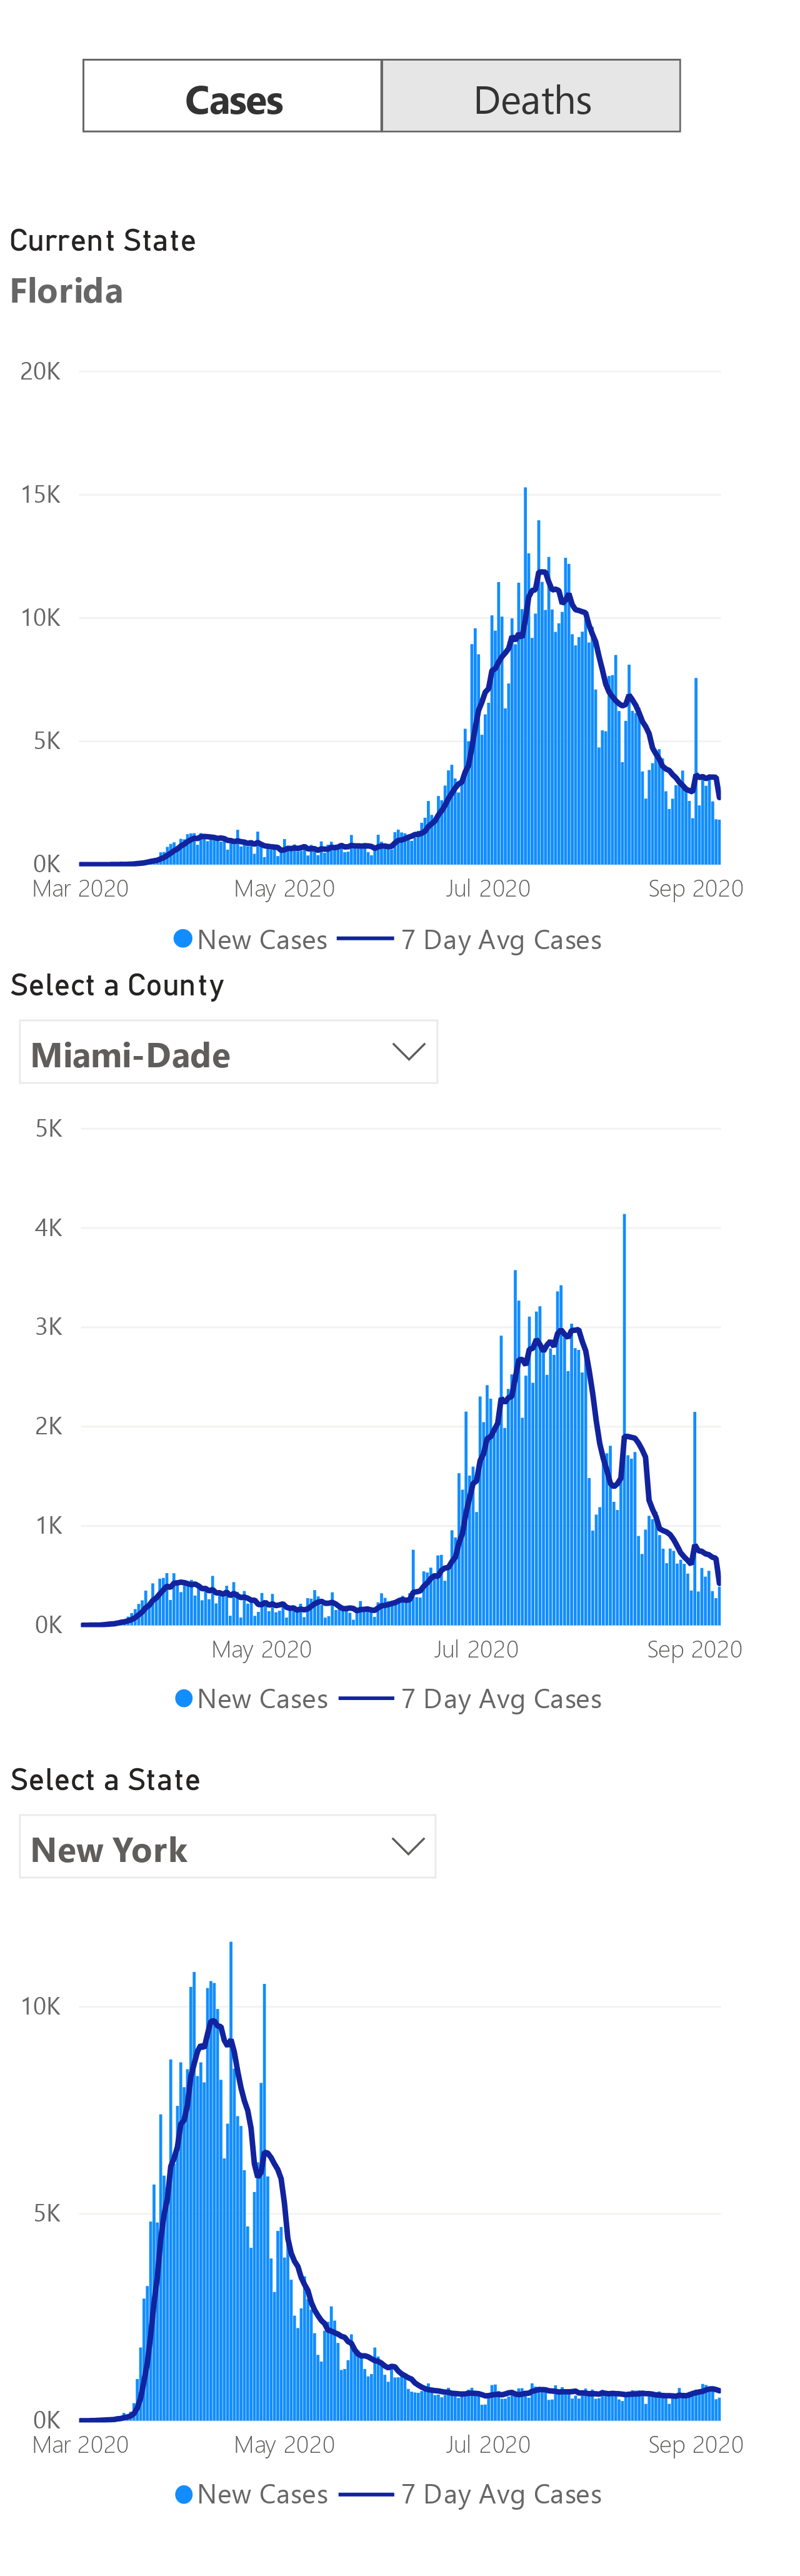 Cases Deaths
Current State
Florida
20K
15K
10K
5K
0K
Mar 2020 May 2020 Jul 2020 Sep 2020
New Cases 7 Day Avg Cases
Select a County
Miami-Dade
5K
4K
3K
2K
1K
0K
May 2020 Jul 2020 Sep 2020
New Cases 7 Day Avg Cases
Select a State
New York
10K
5K
0K
Mar 2020 May 2020 Jul 2020 Sep 2020
New Cases 7 Day Avg Cases